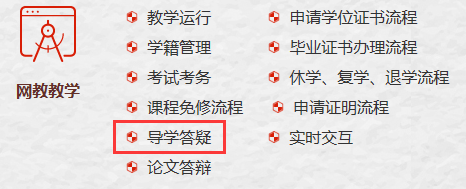 网教教学
教学运行
申请学位证书流程
学籍管理
毕业证书办理流程
考试考务
休学、复学、退学流程
课程免修流程
申请证明流程
导学答疑
实时交互
论文答辩